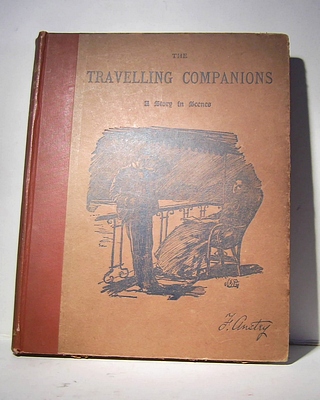 THE
TRAVELLING COMPANIONS
A Story in Scenes
F. Anstey